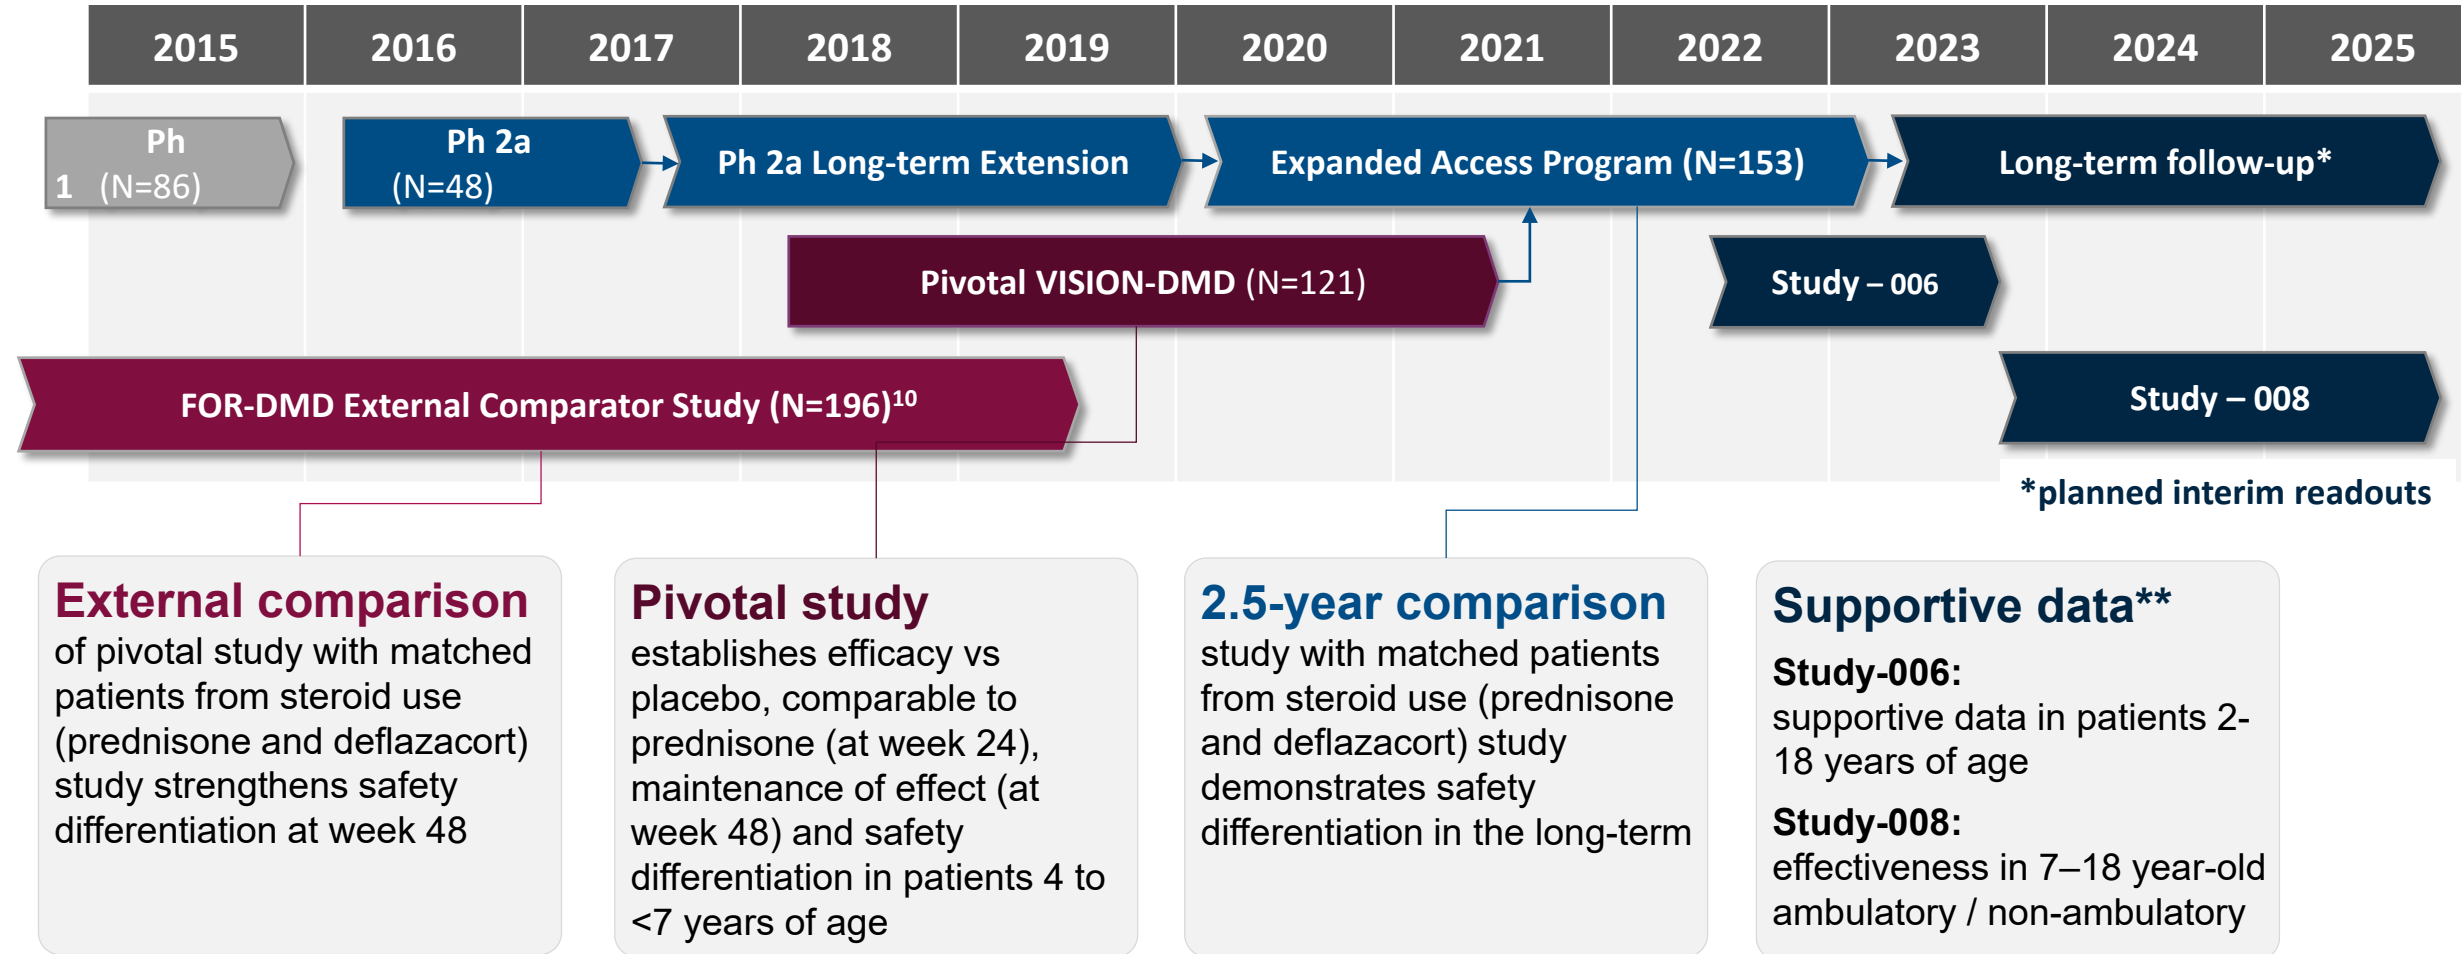 2015 2016 2017 2018 2019 2020 2021 2022 2023 2024 2025
Ph
1 (N=86)
Ph 2a
(N=48)
Ph 2a Long-term Extension
Expanded Access Program (N=153)
Long-term follow-up*
Pivotal VISION-DMD (N=121)
Study – 006
FOR-DMD External Comparator Study (N=196)10
Study – 008
*planned interim readouts
External comparison
of pivotal study with matched
patients from steroid use
(prednisone and deflazacort)
study strengthens safety
differentiation at week 48
Pivotal study
establishes efficacy vs
placebo, comparable to
prednisone (at week 24),
maintenance of effect (at
week 48) and safety
differentiation in patients 4 to
<7 years of age
2.5-year comparison
study with matched patients
from steroid use (prednisone
and deflazacort) study
demonstrates safety
differentiation in the long-term
Supportive data**
Study-006:
supportive data in patients 2-
18 years of age
Study-008:
effectiveness in 7–18 year-old
ambulatory / non-ambulatory